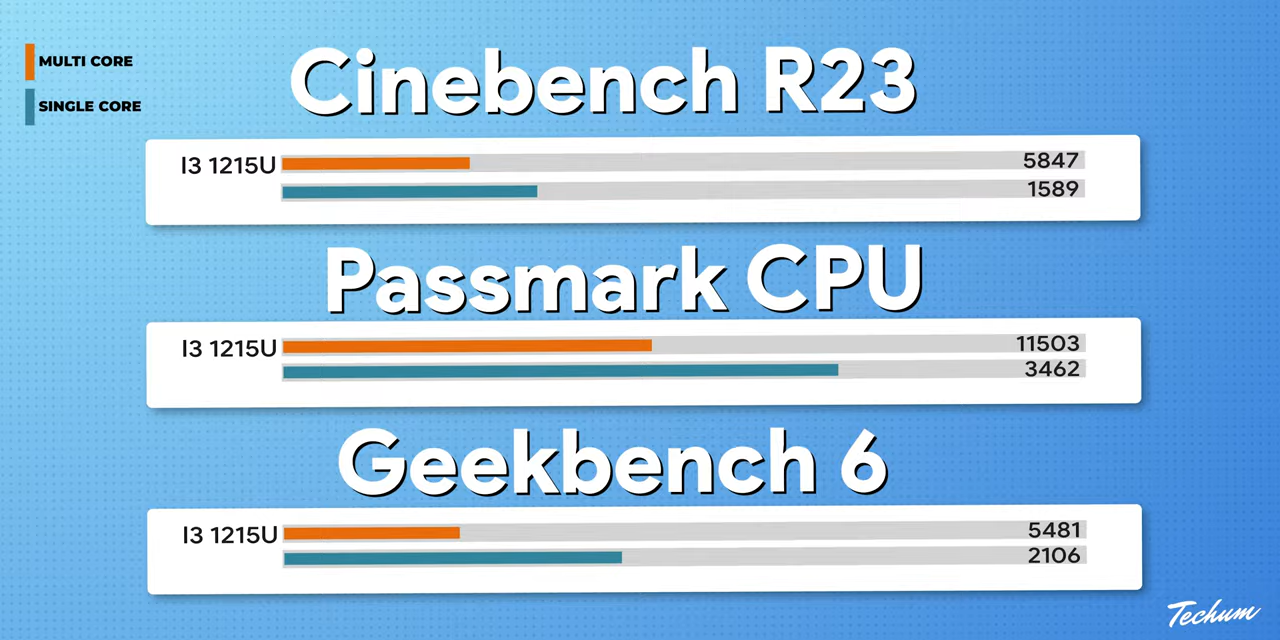 MULTI CORE
SINGLE CORE
Cinebench R23
I3 1215U
5847
1589
Passmark CPU
I3 1215U
11503
3462
Geekbench 6
I3 1215U
5481
2106
Techum